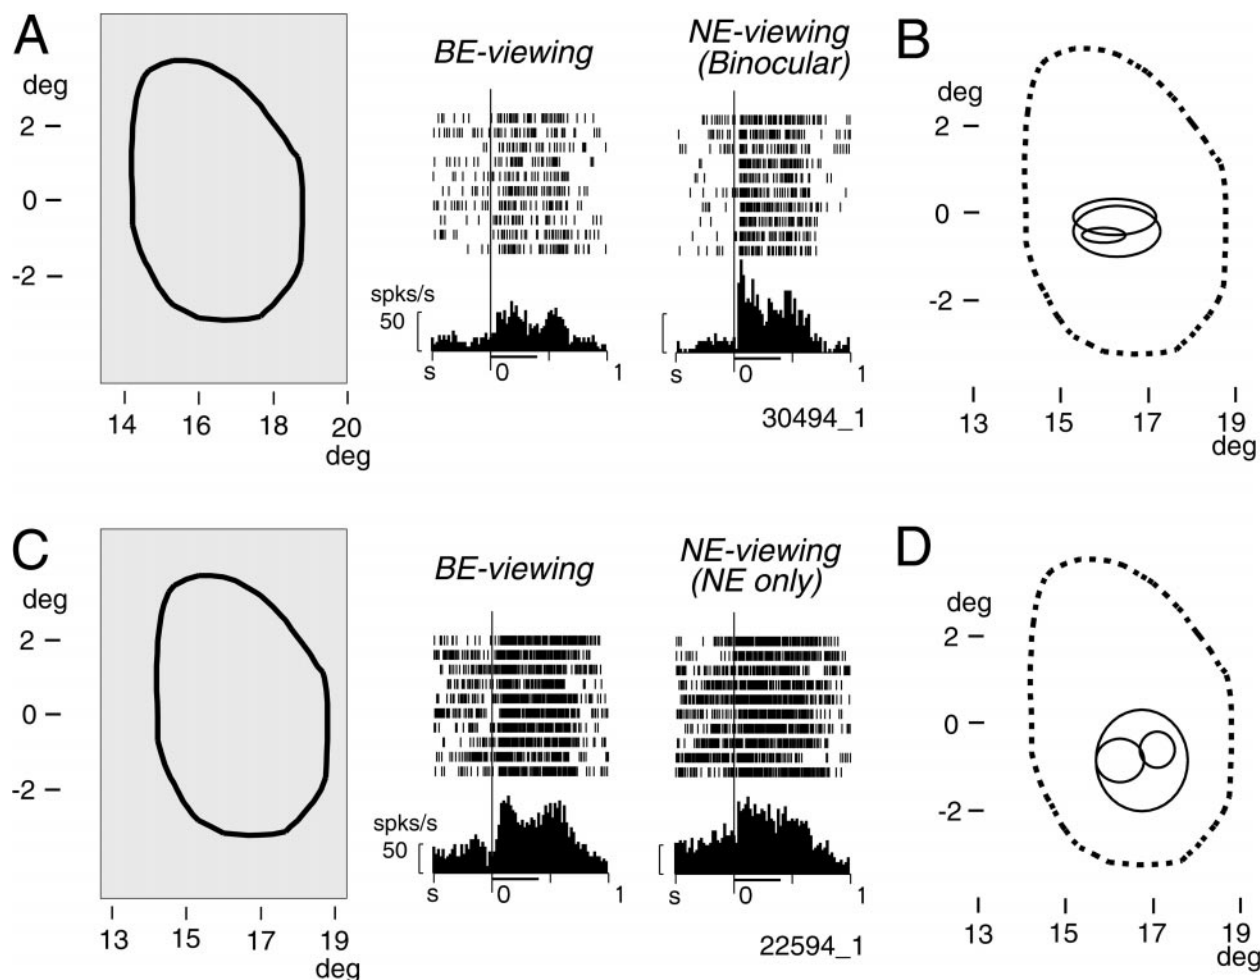 A
BE-viewing
NE-viewing
(Binocular)
B
deg
2
0
-2
14
16
18
20
deg
spks/s
50
s
0
1
s
0
1
30494_1
deg
2
0
-2
13
15
17
19
deg
C
BE-viewing
NE-viewing
(NE only)
D
deg
2
0
-2
13
15
17
19
deg
spks/s
50
s
0
1
s
0
1
22594_1
deg
2
0
-2
13
15
17
19
deg